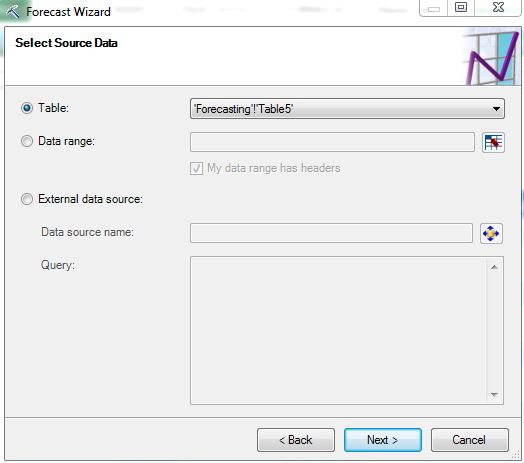 Forecast Wizard
Select Source Data
Table:
'Forecasting'!'Table5'
Data range:
My data range has headers
External data source:
Data source name:
Query:
< Back
Next >
Cancel